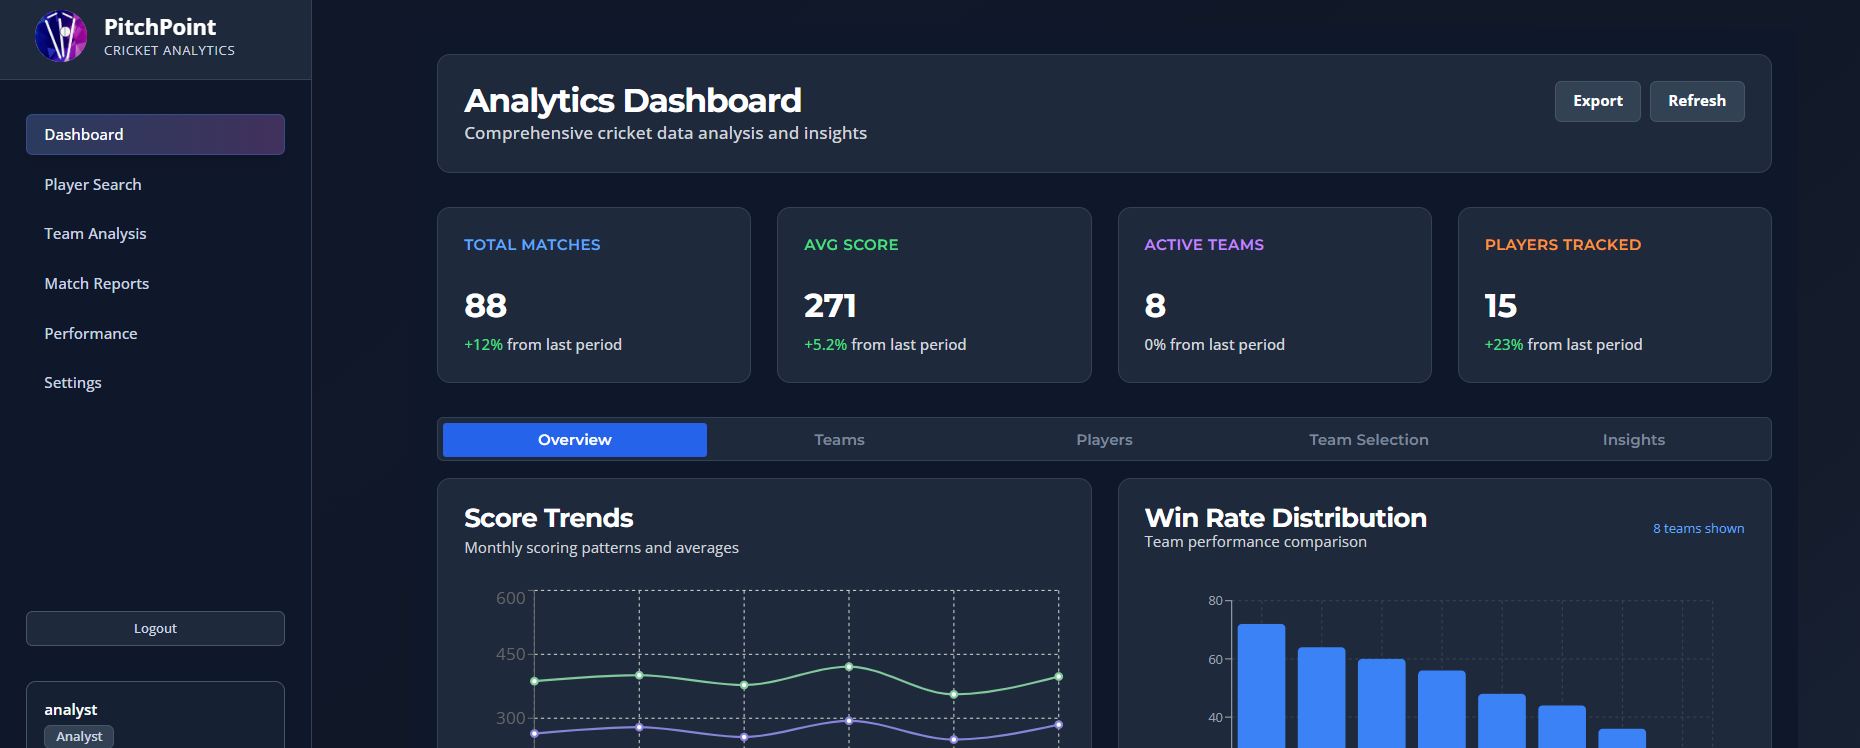 PitchPoint
CRICKET ANALYTICS
Dashboard
Player Search
Team Analysis
Match Reports
Performance
Settings
Logout
analyst
Analyst
Analytics Dashboard
Comprehensive cricket data analysis and insights
Export
Refresh
TOTAL MATCHES
88
+12% from last period
AVG SCORE
271
+5.2% from last period
ACTIVE TEAMS
8
0% from last period
PLAYERS TRACKED
15
+23% from last period
Overview
Teams
Players
Team Selection
Insights
Score Trends
Monthly scoring patterns and averages
600
450
300
Win Rate Distribution
Team performance comparison
8 teams shown
80
60
40